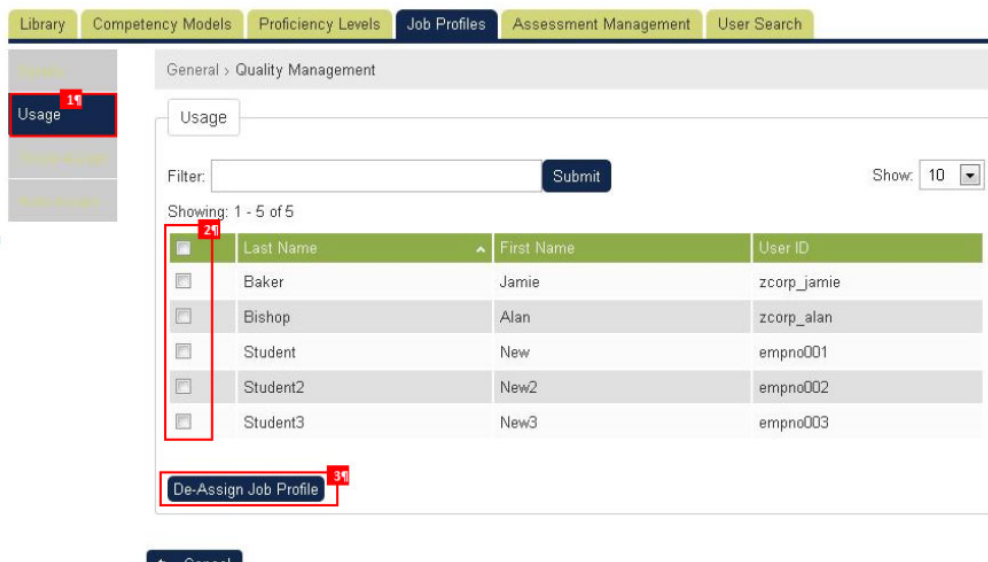 Library Competency Models Proficiency Levels Job Profiles Assessment Management User Search
General > Quality Management
1¶
Usage
Usage
Filter: Submit Show: 10
Showing: 1 - 5 of 5
2¶
Last Name First Name User ID
Baker Jamie zcorp_jamie
Bishop Alan zcorp_alan
Student New empno001
Student2 New2 empno002
Student3 New3 empno003
3¶
De-Assign Job Profile
Cancel